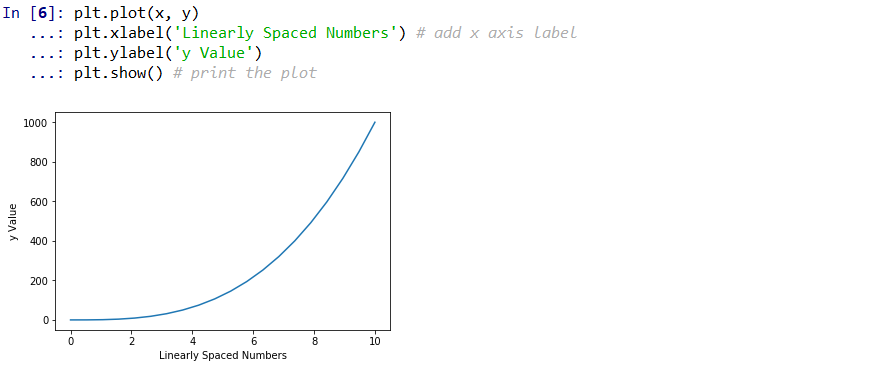 In [6]: plt.plot(x, y)
...: plt.xlabel('Linearly Spaced Numbers') # add x axis label
...: plt.ylabel('y Value')
...: plt.show() # print the plot
1000
800
600
400
200
0
y Value
0 2 4 6 8 10
Linearly Spaced Numbers